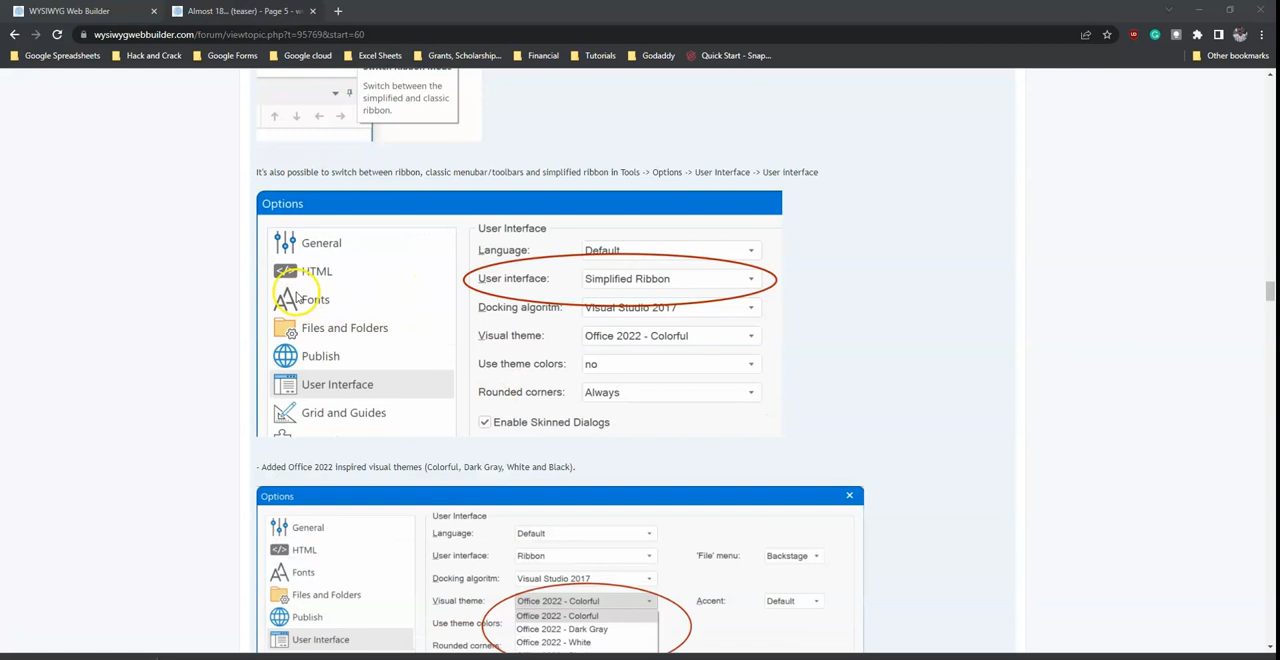 WYSIWYG Web Builder
Almost 18... (teaser) - Page 5 - w
wysiwygwebbuilder.com/forum/viewtopic.php?t=95769&start=60
Google Spreadsheets
Hack and Crack
Google Forms
Google cloud
Excel Sheets
Grants, Scholarship...
Financial
Tutorials
Godaddy
Quick Start - Snap...
Other bookmarks
Switch Ribbon Mode
Switch between the
simplified and classic
ribbon.
It's also possible to switch between ribbon, classic menubar/toolbars and simplified ribbon in Tools -> Options -> User Interface -> User interface
Options
General
HTML
Fonts
Files and Folders
Publish
User Interface
Grid and Guides
User Interface
Language: Default
User interface: Simplified Ribbon
Docking algoritm: Visual Studio 2017
Visual theme: Office 2022 - Colorful
Use theme colors: no
Rounded corners: Always
Enable Skinned Dialogs
- Added Office 2022 inspired visual themes (Colorful, Dark Gray, White and Black).
Options
General
HTML
Fonts
Files and Folders
Publish
User Interface
User Interface
Language: Default
User interface: Ribbon 'File' menu: Backstage
Docking algoritm: Visual Studio 2017
Visual theme: Office 2022 - Colorful Accent: Default
Office 2022 - Colorful
Use theme colors:
Office 2022 - Dark Gray
Office 2022 - White
Rounded corners: